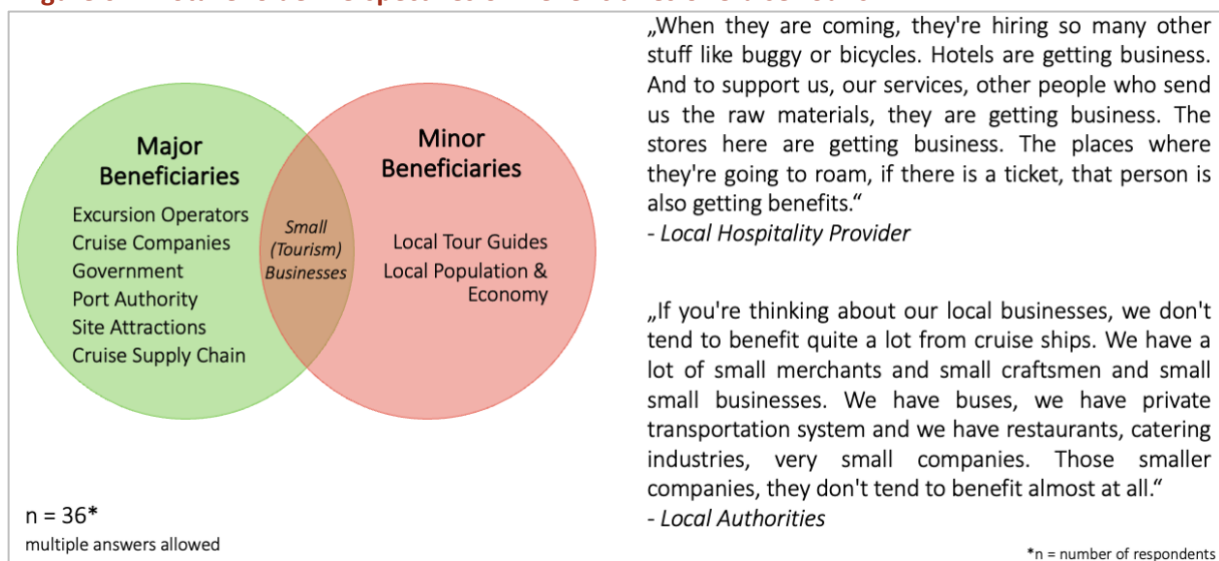 Major
Beneficiaries
Excursion Operators
Cruise Companies
Government
Port Authority
Site Attractions
Cruise Supply Chain
Small
(Tourism)
Businesses
Minor
Beneficiaries
Local Tour Guides
Local Population &
Economy
n = 36*
multiple answers allowed
„When they are coming, they're hiring so many other
stuff like buggy or bicycles. Hotels are getting business.
And to support us, our services, other people who send
us the raw materials, they are getting business. The
stores here are getting business. The places where
they're going to roam, if there is a ticket, that person is
also getting benefits.“
- Local Hospitality Provider
„If you're thinking about our local businesses, we don't
tend to benefit quite a lot from cruise ships. We have a
lot of small merchants and small craftsmen and small
small businesses. We have buses, we have private
transportation system and we have restaurants, catering
industries, very small companies. Those smaller
companies, they don't tend to benefit almost at all.“
- Local Authorities
*n = number of respondents